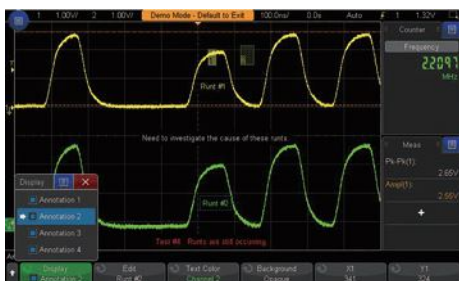 1 1.00V/ 2 1.00V/ Demo Mode - Default to Exit 100.0ns/ 0.0s Auto 1 1.32V
Counter
Frequency
2.2097
MHz
Runt #1
Need to investigate the cause of these runts
Meas
Pk-Pk(1):
2.85V
Ampl(1):
2.66V
Display
Annotation 1
Annotation 2
Annotation 3
Annotation 4
Runt #2
Test #8 Runts are still occurring
Display Edit Text Color Background X1 Y1
Annotation 2 Runt #2 Channel 2 Opaque 341 324